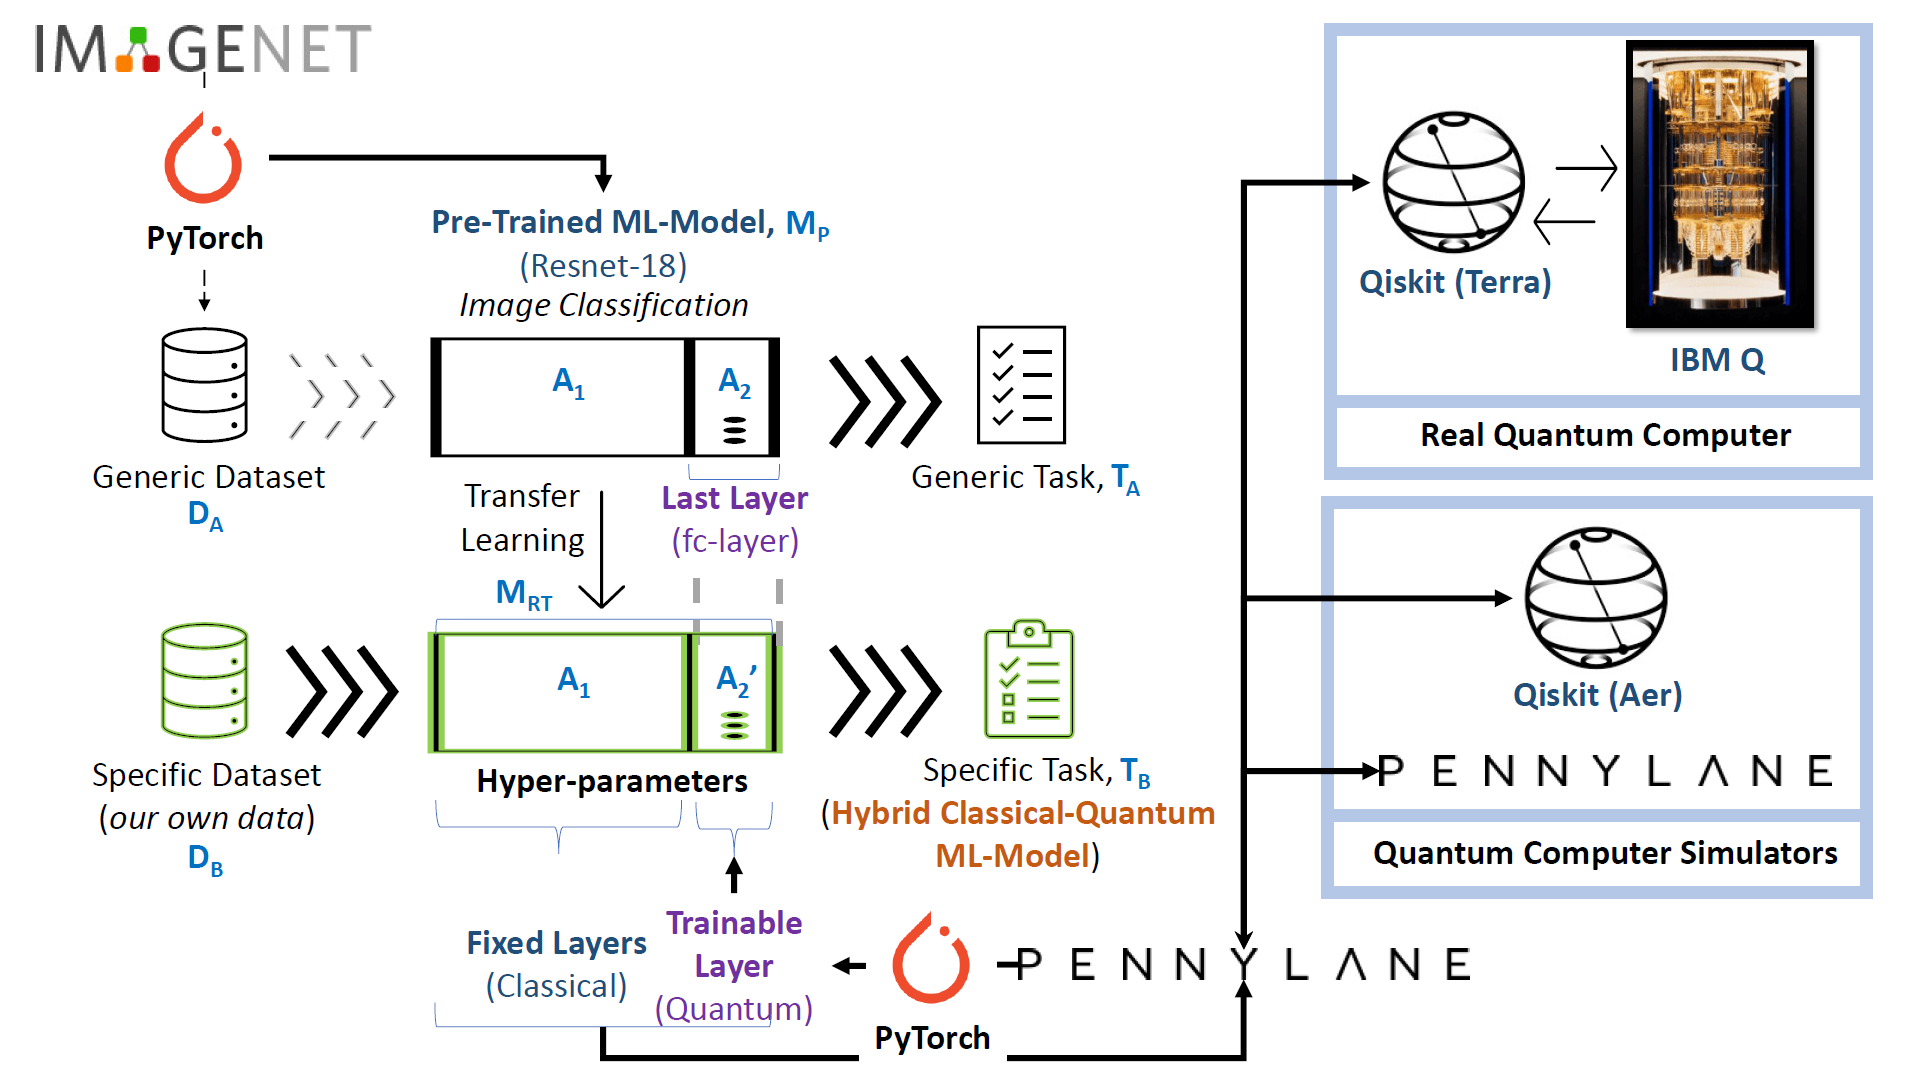 IMAGENET
PyTorch
Pre-Trained ML-Model, M_P
(Resnet-18)
Image Classification
A_1
A_2
Generic Dataset
D_A
Transfer
Learning
Last Layer
(fc-layer)
Generic Task, T_A
M_RT
A_1
A_2’
Specific Dataset
(our own data)
D_B
Hyper-parameters
Specific Task, T_B
(Hybrid Classical-Quantum
ML-Model)
Fixed Layers
(Classical)
Trainable
Layer
(Quantum)
PyTorch
PENNYLANE
Qiskit (Terra)
IBM Q
Real Quantum Computer
Qiskit (Aer)
PENNYLANE
Quantum Computer Simulators